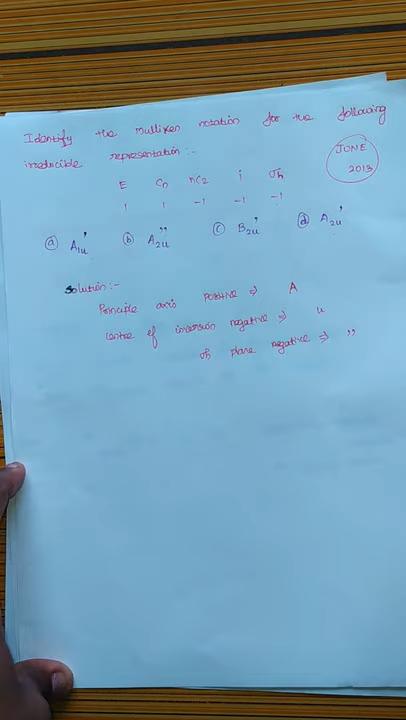 Identify the mulliken notation for the following
irreducible representation :-
JUNE
2013
E Cn nC2 i σh
1 1 -1 -1 -1
ⓐ A1u' ⓑ A2u'' ⓒ B2u' ⓓ A2u'
Solution :-
Principle axis positive ⇒ A
centre of inversion negative ⇒ u
σh plane negative ⇒ ''